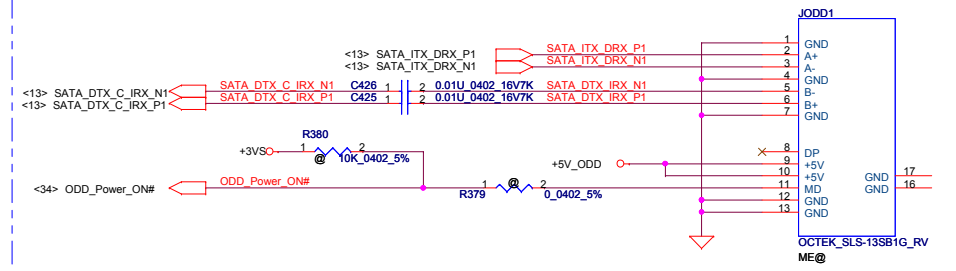 JODD1
1 GND
<13> SATA_ITX_DRX_P1 SATA_ITX_DRX_P1 2 A+
<13> SATA_ITX_DRX_N1 SATA_ITX_DRX_N1 3 A-
4 GND
<13> SATA_DTX_C_IRX_N1 SATA_DTX_C_IRX_N1 C426 1 2 0.01U_0402_16V7K SATA_DTX_IRX_N1 5 B-
<13> SATA_DTX_C_IRX_P1 SATA_DTX_C_IRX_P1 C425 1 2 0.01U_0402_16V7K SATA_DTX_IRX_P1 6 B+
7 GND
R380
+3VS 1 2 8 DP
@ 10K_0402_5% +5V_ODD 9 +5V
10 +5V GND 17
<34> ODD_Power_ON# ODD_Power_ON# 1 @ 2 11 MD GND 16
R379 0_0402_5% 12 GND
13 GND
OCTEK_SLS-13SB1G_RV
ME@